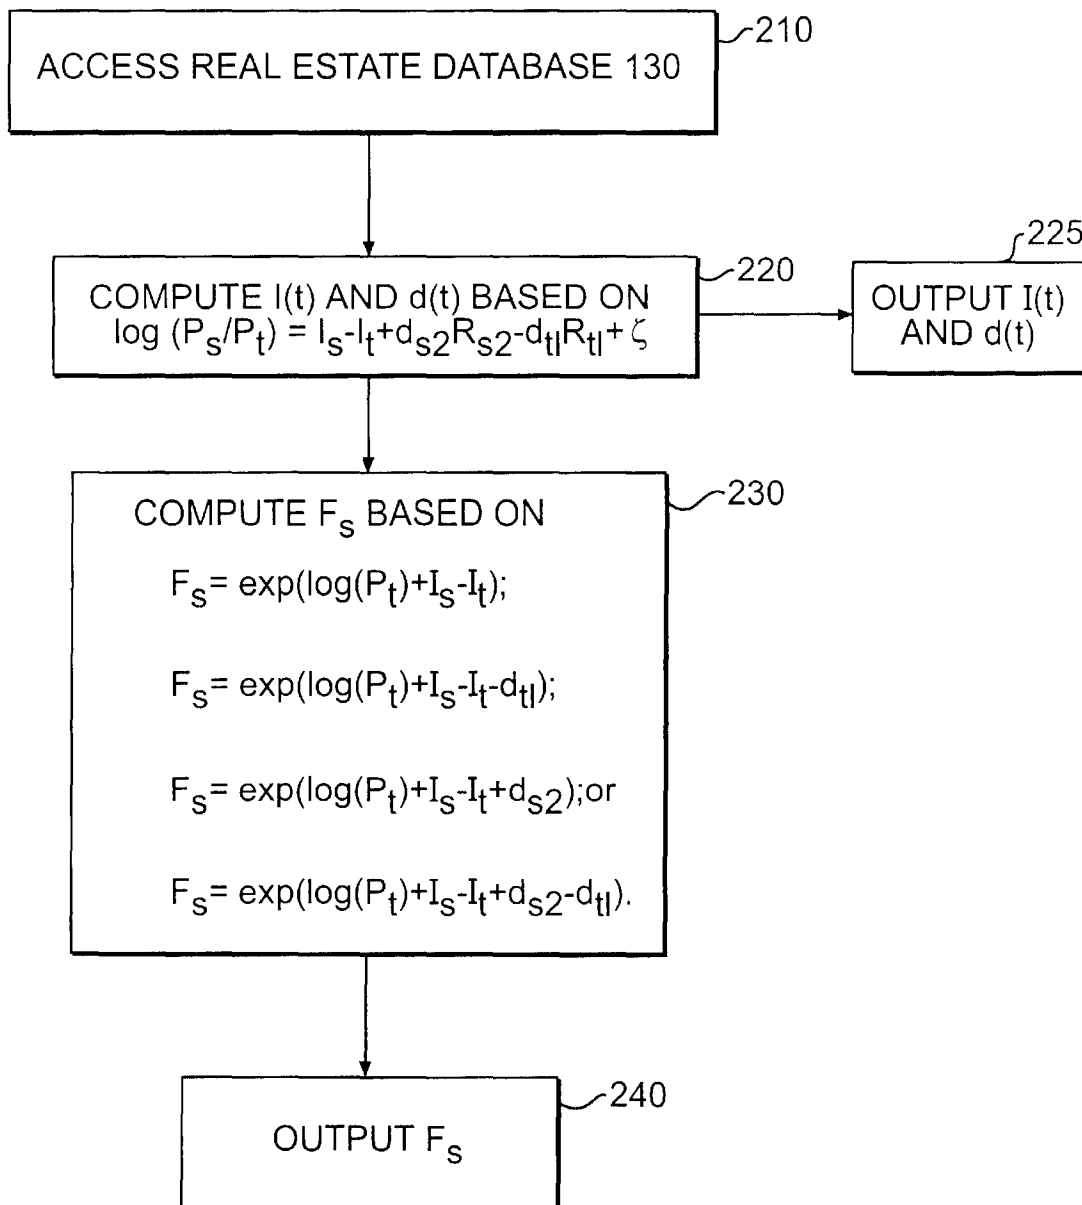 210
ACCESS REAL ESTATE DATABASE 130
220
COMPUTE I(t) AND d(t) BASED ON
log (Pₛ/Pₜ) = Iₛ-Iₜ+dₛ₂Rₛ₂-dₜₗRₜₗ+ ζ
225
OUTPUT I(t)
AND d(t)
230
COMPUTE Fₛ BASED ON
Fₛ= exp(log(Pₜ)+Iₛ-Iₜ);
Fₛ= exp(log(Pₜ)+Iₛ-Iₜ-dₜₗ);
Fₛ= exp(log(Pₜ)+Iₛ-Iₜ+dₛ₂);or
Fₛ= exp(log(Pₜ)+Iₛ-Iₜ+dₛ₂-dₜₗ).
240
OUTPUT Fₛ